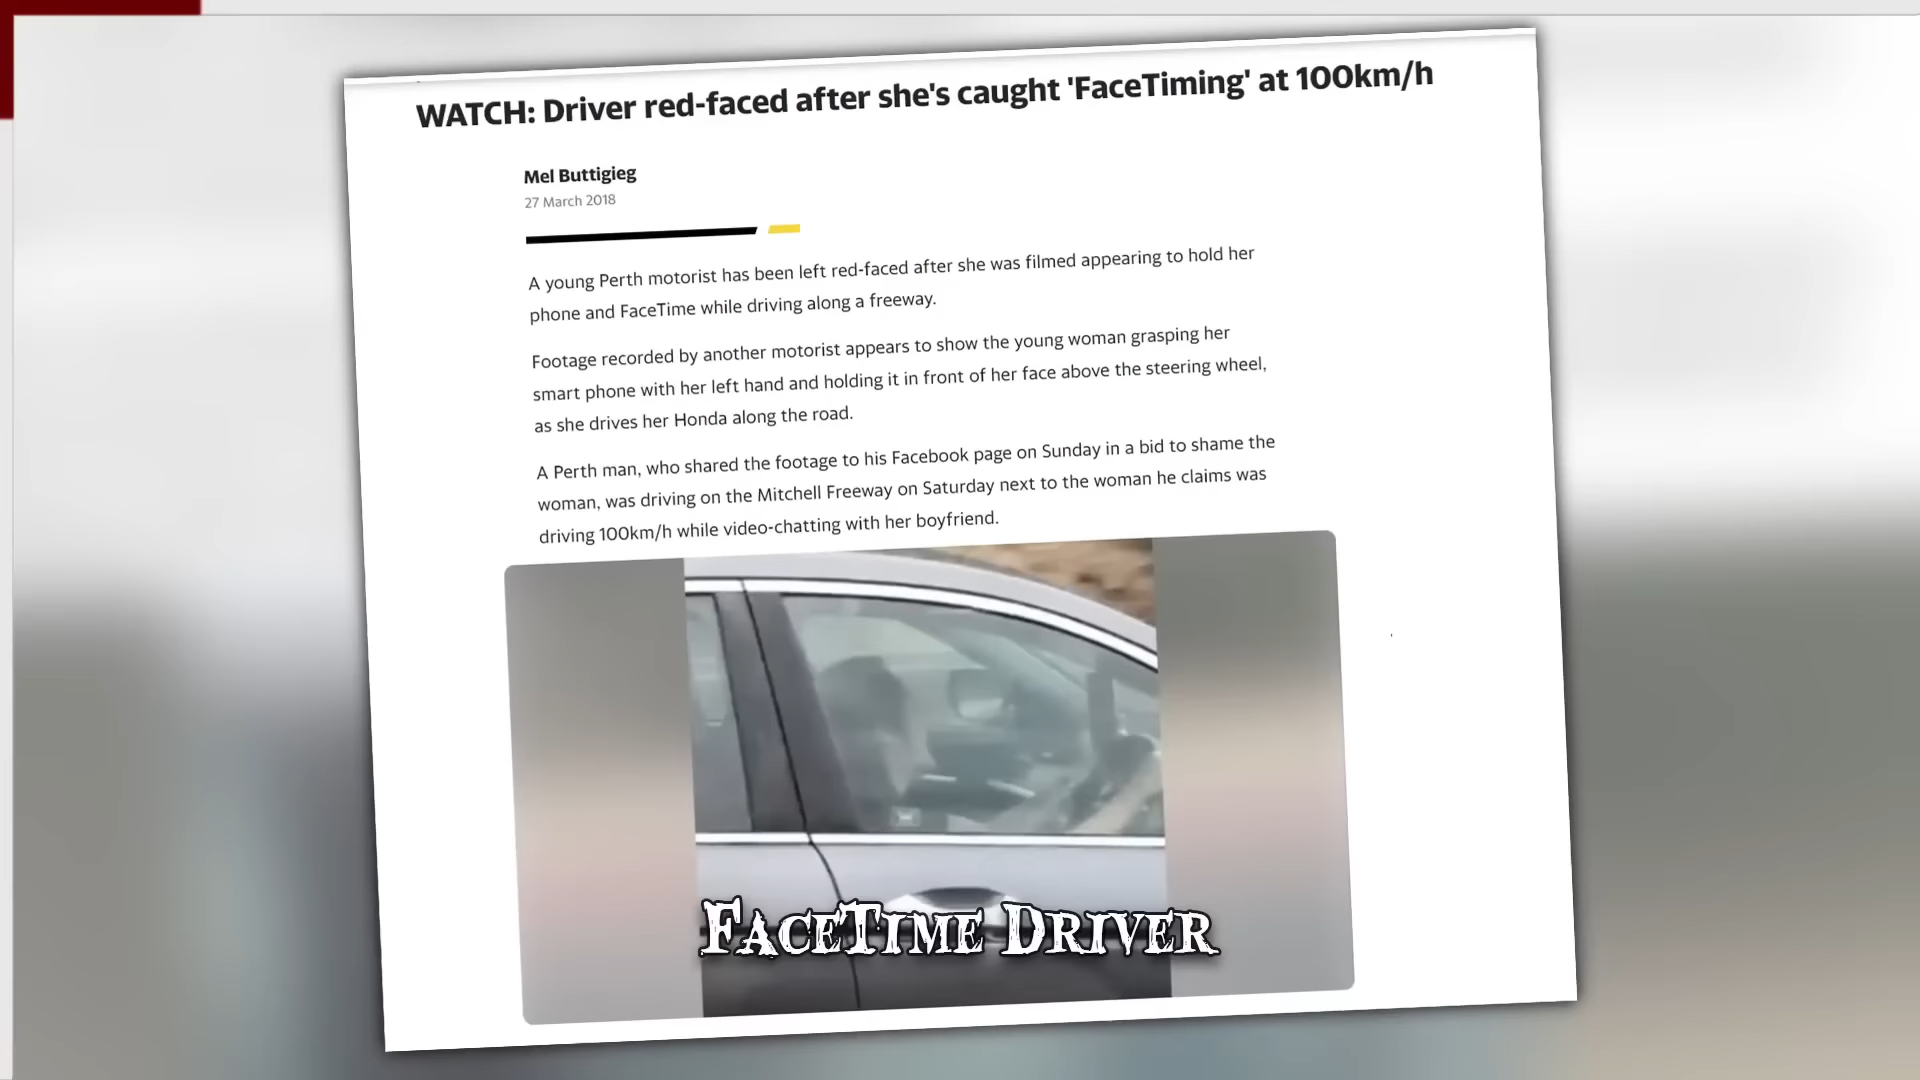 WATCH: Driver red-faced after she's caught 'FaceTiming' at 100km/h
Mel Buttigieg
27 March 2018
A young Perth motorist has been left red-faced after she was filmed appearing to hold her
phone and FaceTime while driving along a freeway.
Footage recorded by another motorist appears to show the young woman grasping her
smart phone with her left hand and holding it in front of her face above the steering wheel,
as she drives her Honda along the road.
A Perth man, who shared the footage to his Facebook page on Sunday in a bid to shame the
woman, was driving on the Mitchell Freeway on Saturday next to the woman he claims was
driving 100km/h while video-chatting with her boyfriend.
FaceTime Driver